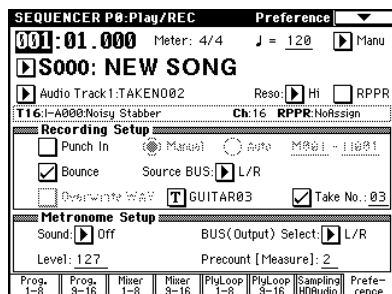 SEQUENCER P0:Play/REC Preference
001:01.000 Meter: 4/4 ♩ = 120 Manu
S000: NEW SONG
Audio Track1:TAKEN002 Reso: Hi RPPR
T16:I-A000:Noisy Stabber Ch:16 RPPR:NoAssign
Recording Setup
Punch In Manual Auto M001 - M001
Bounce Source BUS: L/R
Overwrite WAV T GUITAR03 Take No.: 03
Metronome Setup
Sound: Off BUS(Output) Select: L/R
Level: 127 Precount [Measure]: 2
Prog. 1-8 Prog. 9-16 Mixer 1-8 Mixer 9-16 PlyLoop 1-8 PlyLoop 9-16 Sampling HDAudio Prefe-rence